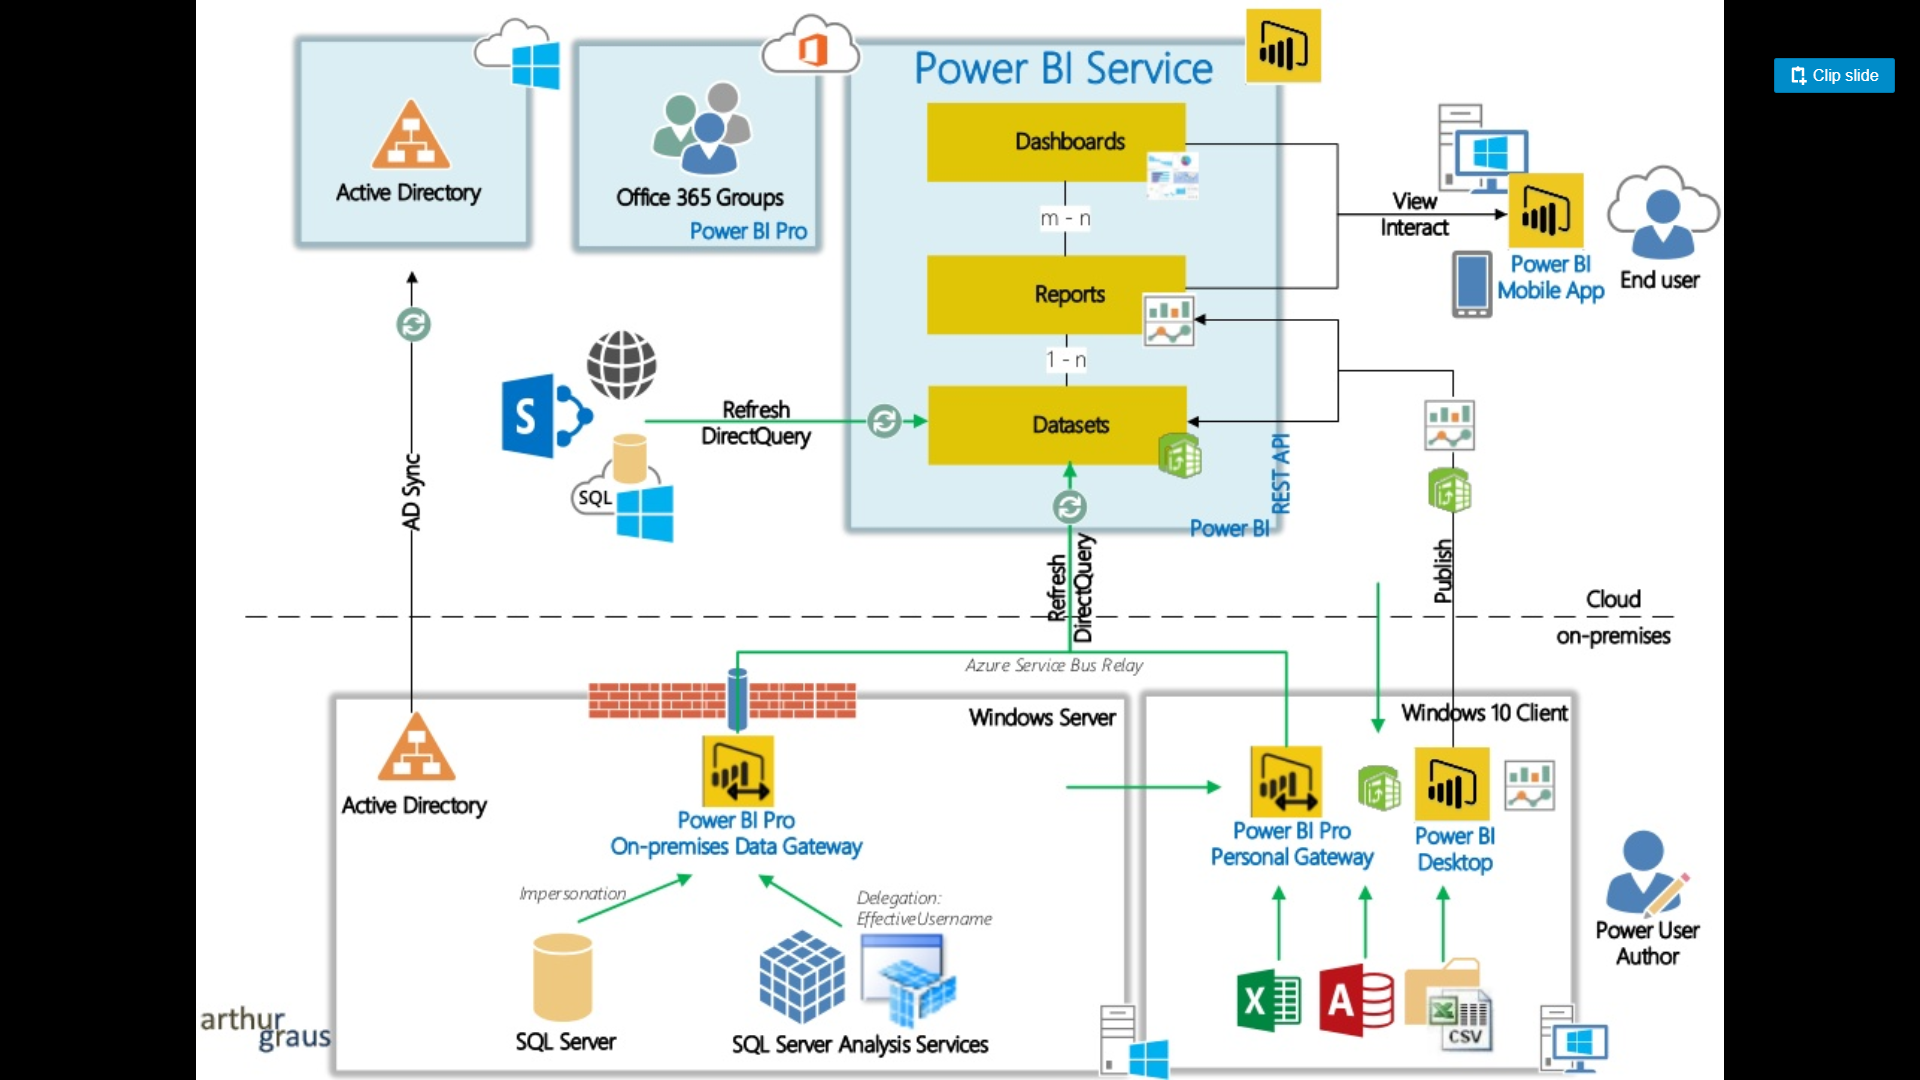 Clip slide
Power BI Service
Active Directory
Office 365 Groups
Power BI Pro
Dashboards
m - n
Reports
1 - n
Datasets
REST API
Power BI
View
Interact
Power BI
Mobile App
End user
S
SQL
Refresh
DirectQuery
AD Sync
Refresh
DirectQuery
Publish
Cloud
on-premises
Azure Service Bus Relay
Windows Server
Windows 10 Client
Active Directory
Power BI Pro
On-premises Data Gateway
Power BI Pro
Personal Gateway
Power BI
Desktop
Impersonation
Delegation:
EffectiveUsername
Power User
Author
X
A
CSV
SQL Server
SQL Server Analysis Services
arthur
graus